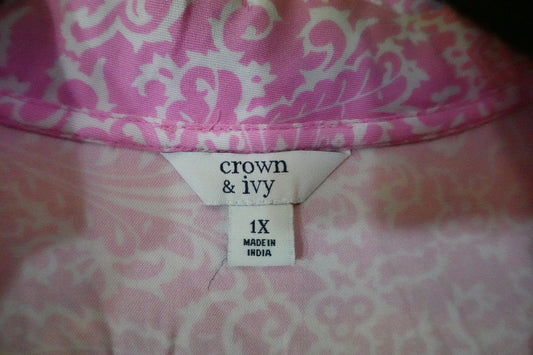 crown
& ivy
1X
MADE IN
INDIA